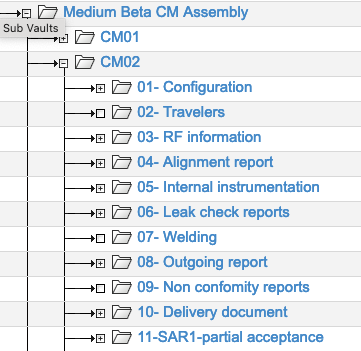 Medium Beta CM Assembly
Sub Vaults
CM01
CM02
01- Configuration
02- Travelers
03- RF information
04- Alignment report
05- Internal instrumentation
06- Leak check reports
07- Welding
08- Outgoing report
09- Non confomity reports
10- Delivery document
11-SAR1-partial acceptance